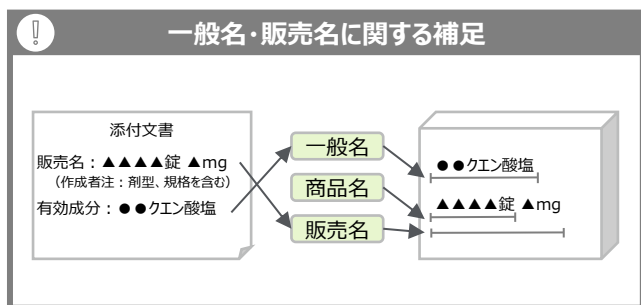 一般名･販売名に関する補足
添付文書
販売名：▲▲▲▲錠 ▲mg
（作成者注：剤型、規格を含む）
有効成分：●●クエン酸塩
一般名
商品名
販売名
●●クエン酸塩
▲▲▲▲錠 ▲mg